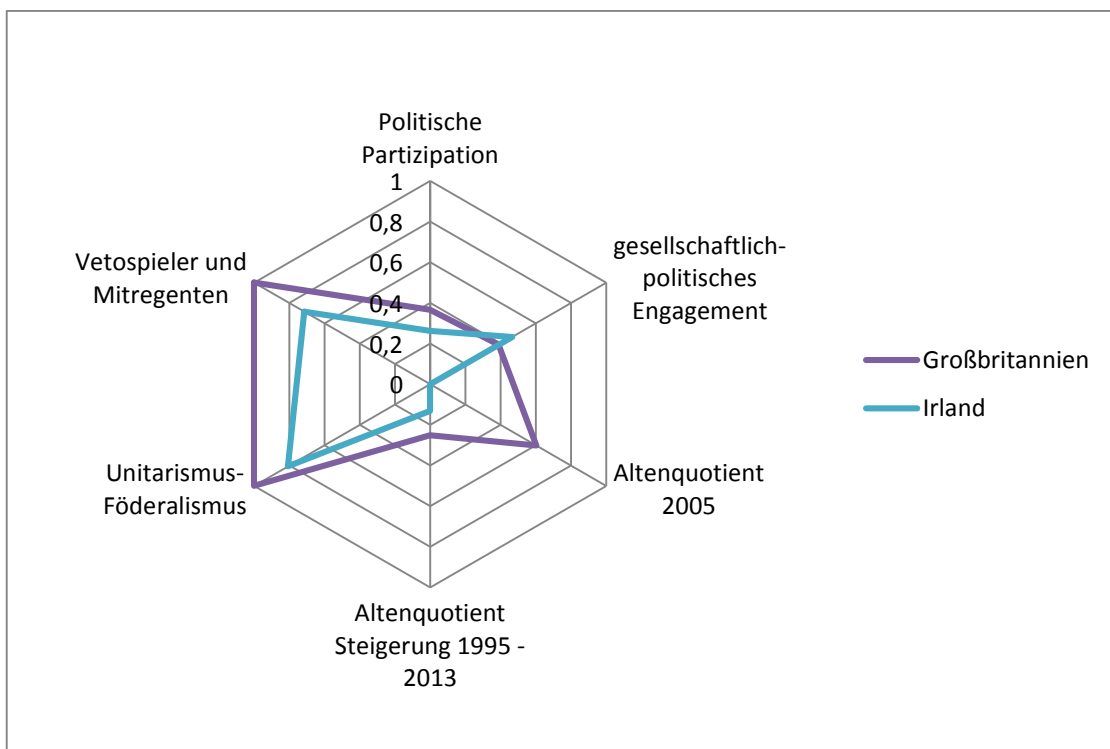 Politische
Partizipation
1
0,8
0,6
0,4
0,2
0
gesellschaftlich-
politisches
Engagement
Altenquotient
2005
Altenquotient
Steigerung 1995 -
2013
Unitarismus-
Föderalismus
Vetospieler und
Mitregenten
Großbritannien
Irland